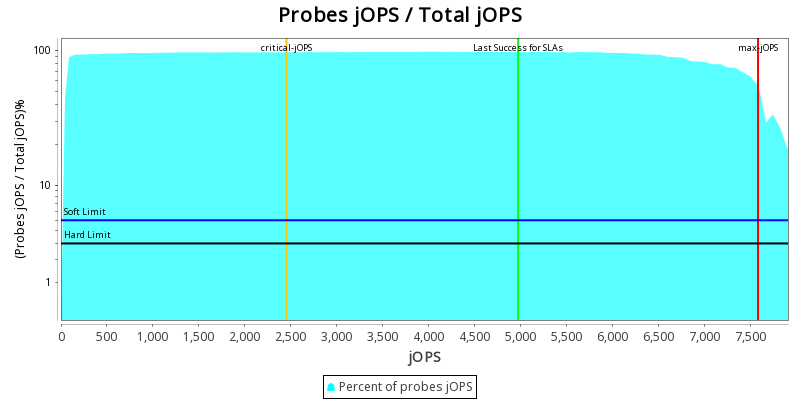 Probes jOPS / Total jOPS
(Probes jOPS / Total jOPS)%
100
10
1
critical-jOPS
Last Success for SLAs
max-jOPS
Soft Limit
Hard Limit
0
500
1,000
1,500
2,000
2,500
3,000
3,500
4,000
4,500
5,000
5,500
6,000
6,500
7,000
7,500
jOPS
Percent of probes jOPS